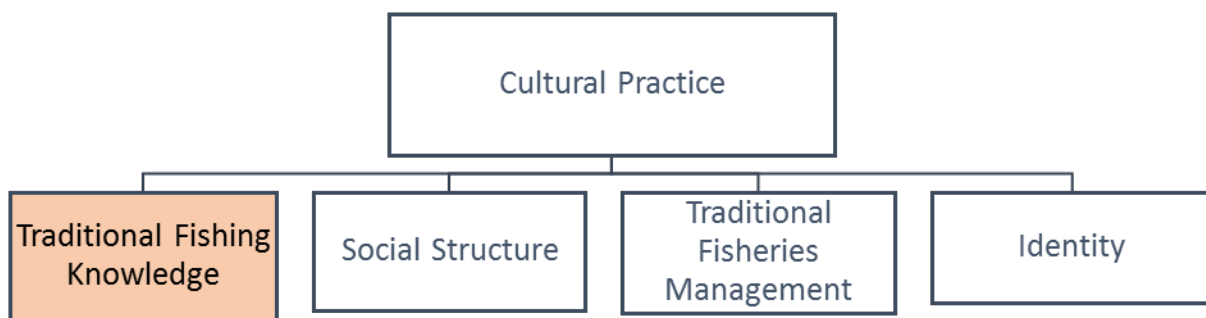 Cultural Practice
Traditional Fishing
Knowledge
Social Structure
Traditional
Fisheries
Management
Identity